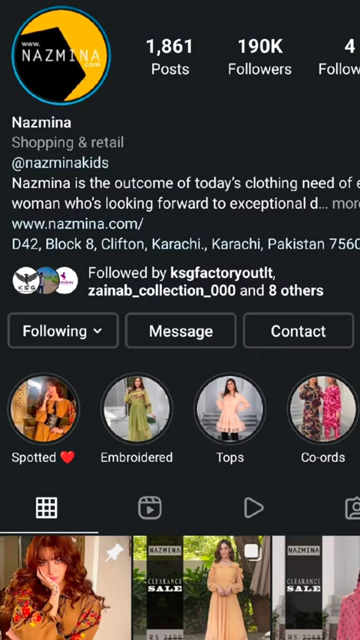 www.
NAZMINA
.com
1,861
190K
4
Posts
Followers
Follow
Nazmina
Shopping & retail
@nazminakids
Nazmina is the outcome of today's clothing need of e
woman who's looking forward to exceptional d... more
www.nazmina.com/
D42, Block 8, Clifton, Karachi., Karachi, Pakistan 7560
KSG
Followed by ksgfactoryoutlt,
zainab_collection_000 and 8 others
Following
Message
Contact
Spotted ❤️
Embroidered
Tops
Co-ords
NAZMINA
NAZMINA
CLEARANCE
SALE
CLEARANCE
SALE